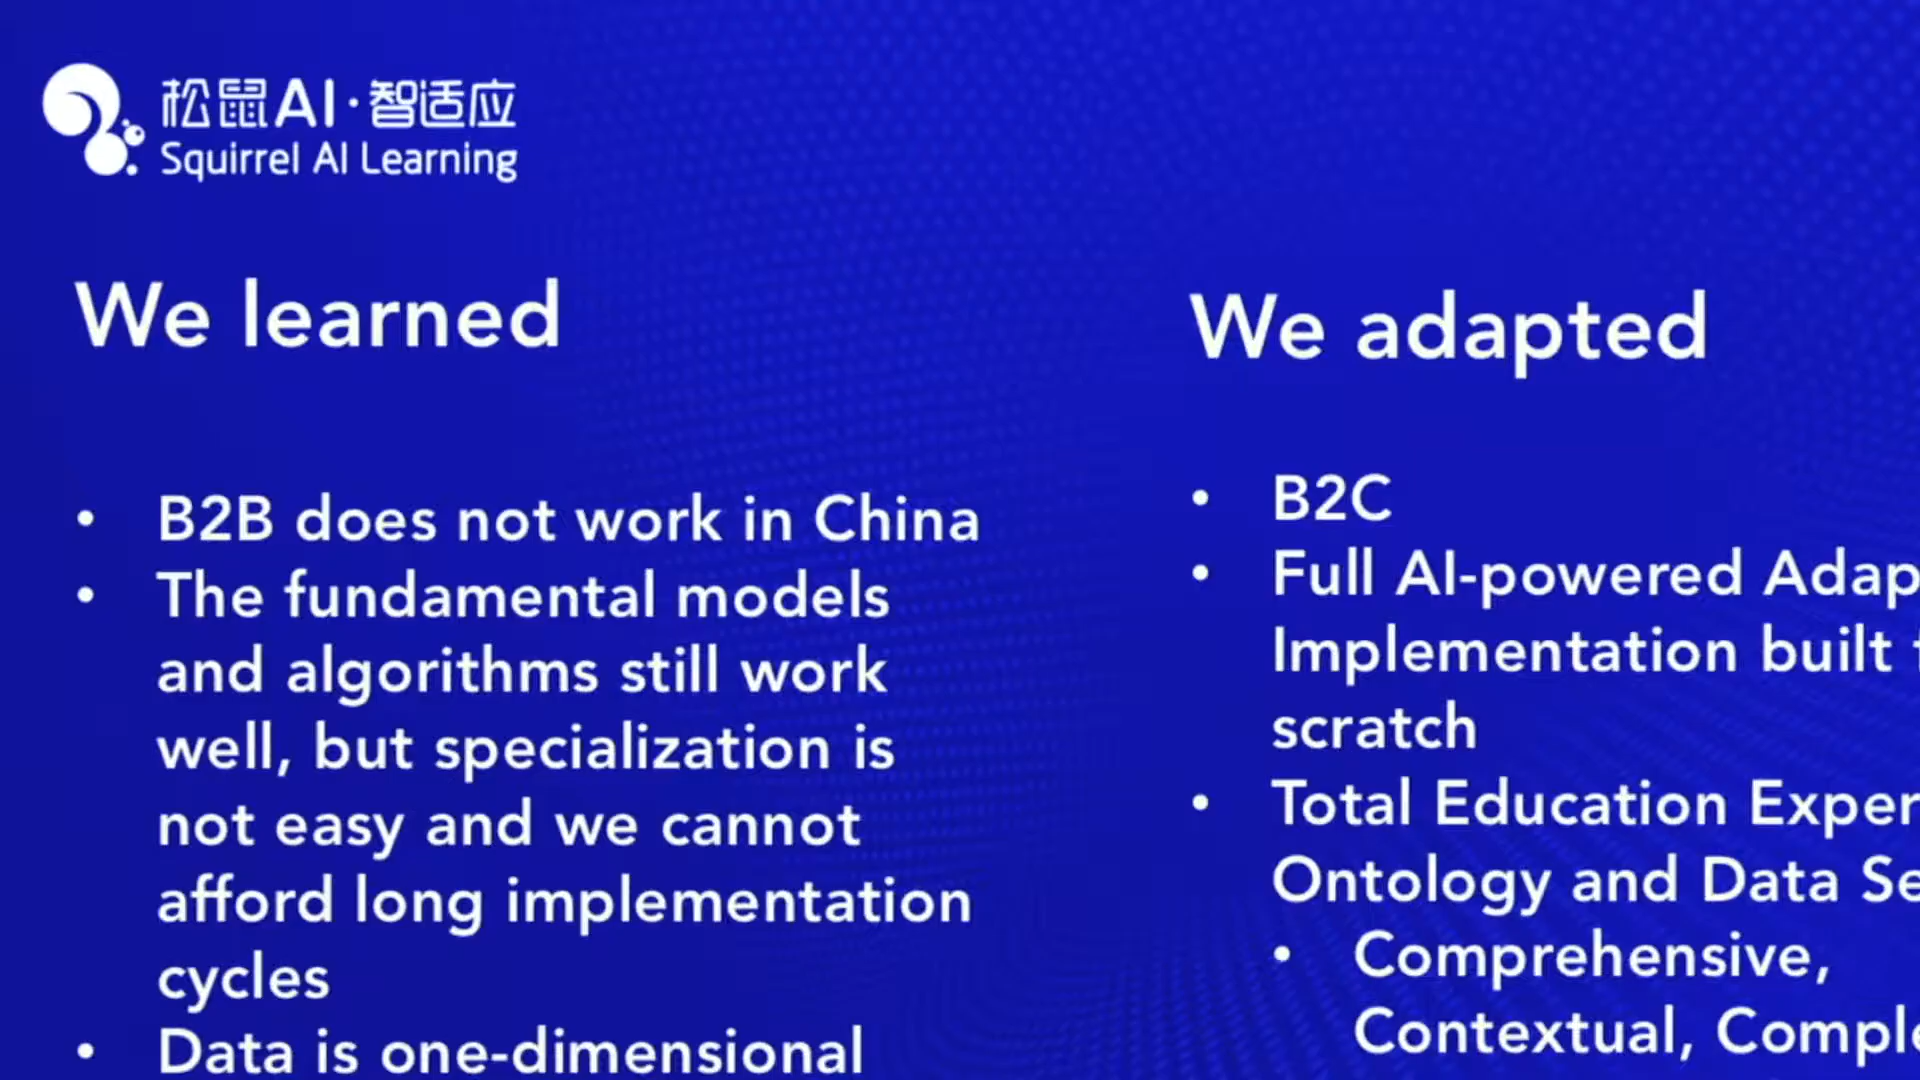 松鼠AI·智适应
Squirrel AI Learning
We learned
• B2B does not work in China
• The fundamental models
and algorithms still work
well, but specialization is
not easy and we cannot
afford long implementation
cycles
• Data is one-dimensional
We adapted
• B2C
• Full AI-powered Adap
Implementation built
scratch
• Total Education Exper
Ontology and Data Se
• Comprehensive,
Contextual, Comple